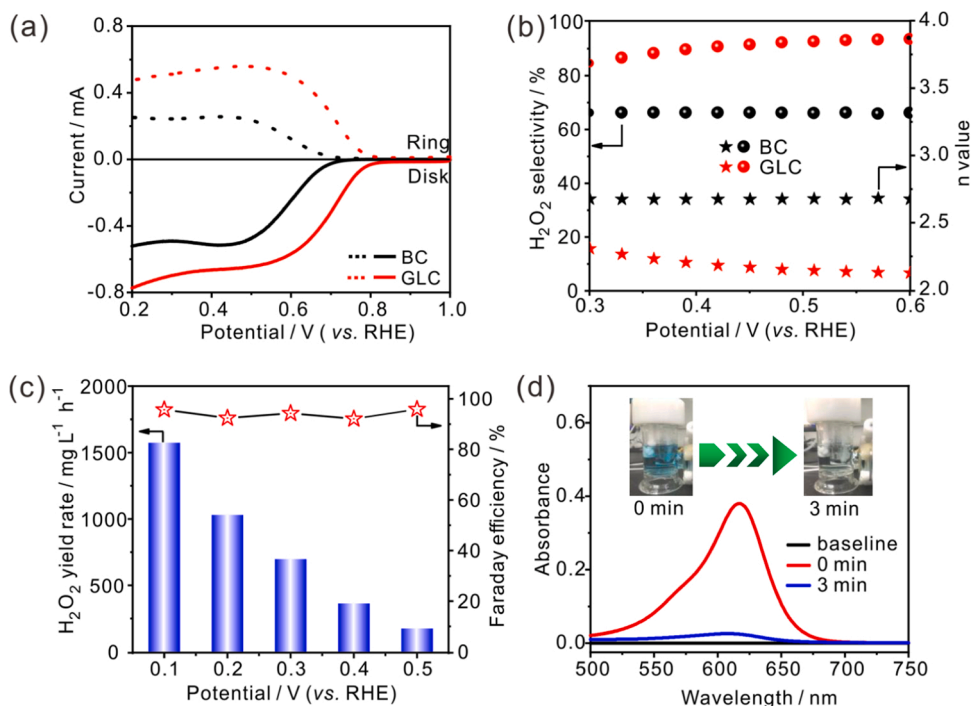 (a)
0.8
0.4
0.0
-0.4
-0.8
Current / mA
Ring
Disk
BC
GLC
0.2
0.4
0.6
0.8
1.0
Potential / V ( vs. RHE)
(b)
100
90
80
70
60
50
40
30
20
10
0
H₂O₂ selectivity / %
BC
GLC
4.0
3.5
3.0
2.5
2.0
n value
0.3
0.4
0.5
0.6
Potential / V (vs. RHE)
(c)
2000
1500
1000
500
0
H₂O₂ yield rate / mg L⁻¹ h⁻¹
100
80
60
40
20
0
Faraday efficiency / %
0.1
0.2
0.3
0.4
0.5
Potential / V (vs. RHE)
(d)
0.6
0.4
0.2
0.0
Absorbance
0 min
3 min
baseline
0 min
3 min
500
550
600
650
700
750
Wavelength / nm